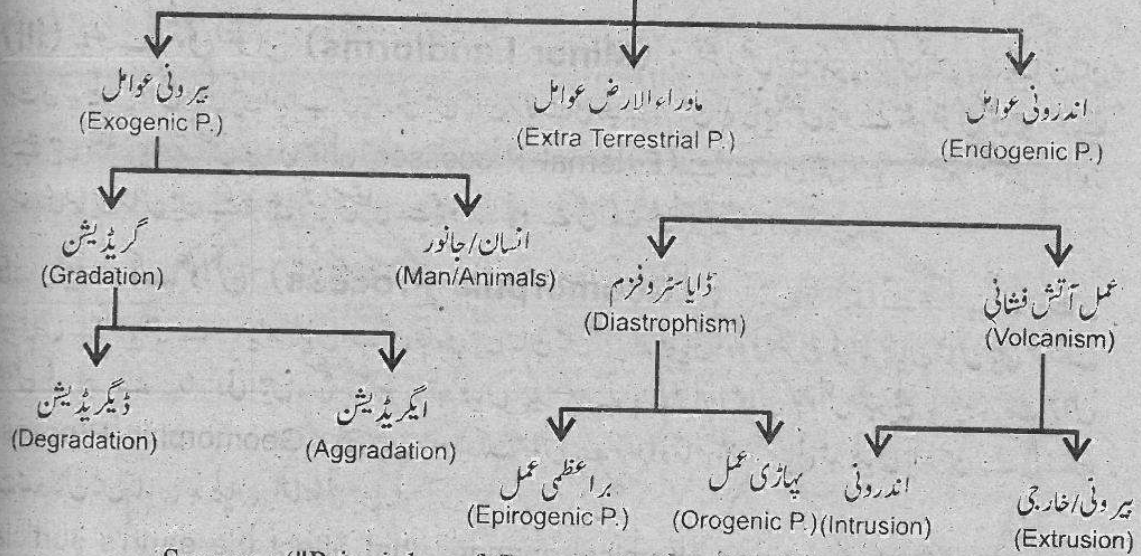 بیرونی عوامل
(Exogenic P.)
ماوراء الارض عوامل
(Extra Terrestrial P.)
اندرونی عوامل
(Endogenic P.)
گریڈیشن
(Gradation)
انسان/جانور
(Man/Animals)
ڈایاسٹروفزم
(Diastrophism)
عمل آتش فشانی
(Volcanism)
ڈیگریڈیشن
(Degradation)
ایگریڈیشن
(Aggradation)
براعظمی عمل
(Epirogenic P.)
پہاڑی عمل
(Orogenic P.)
اندرونی
(Intrusion)
بیرونی/خارجی
(Extrusion)